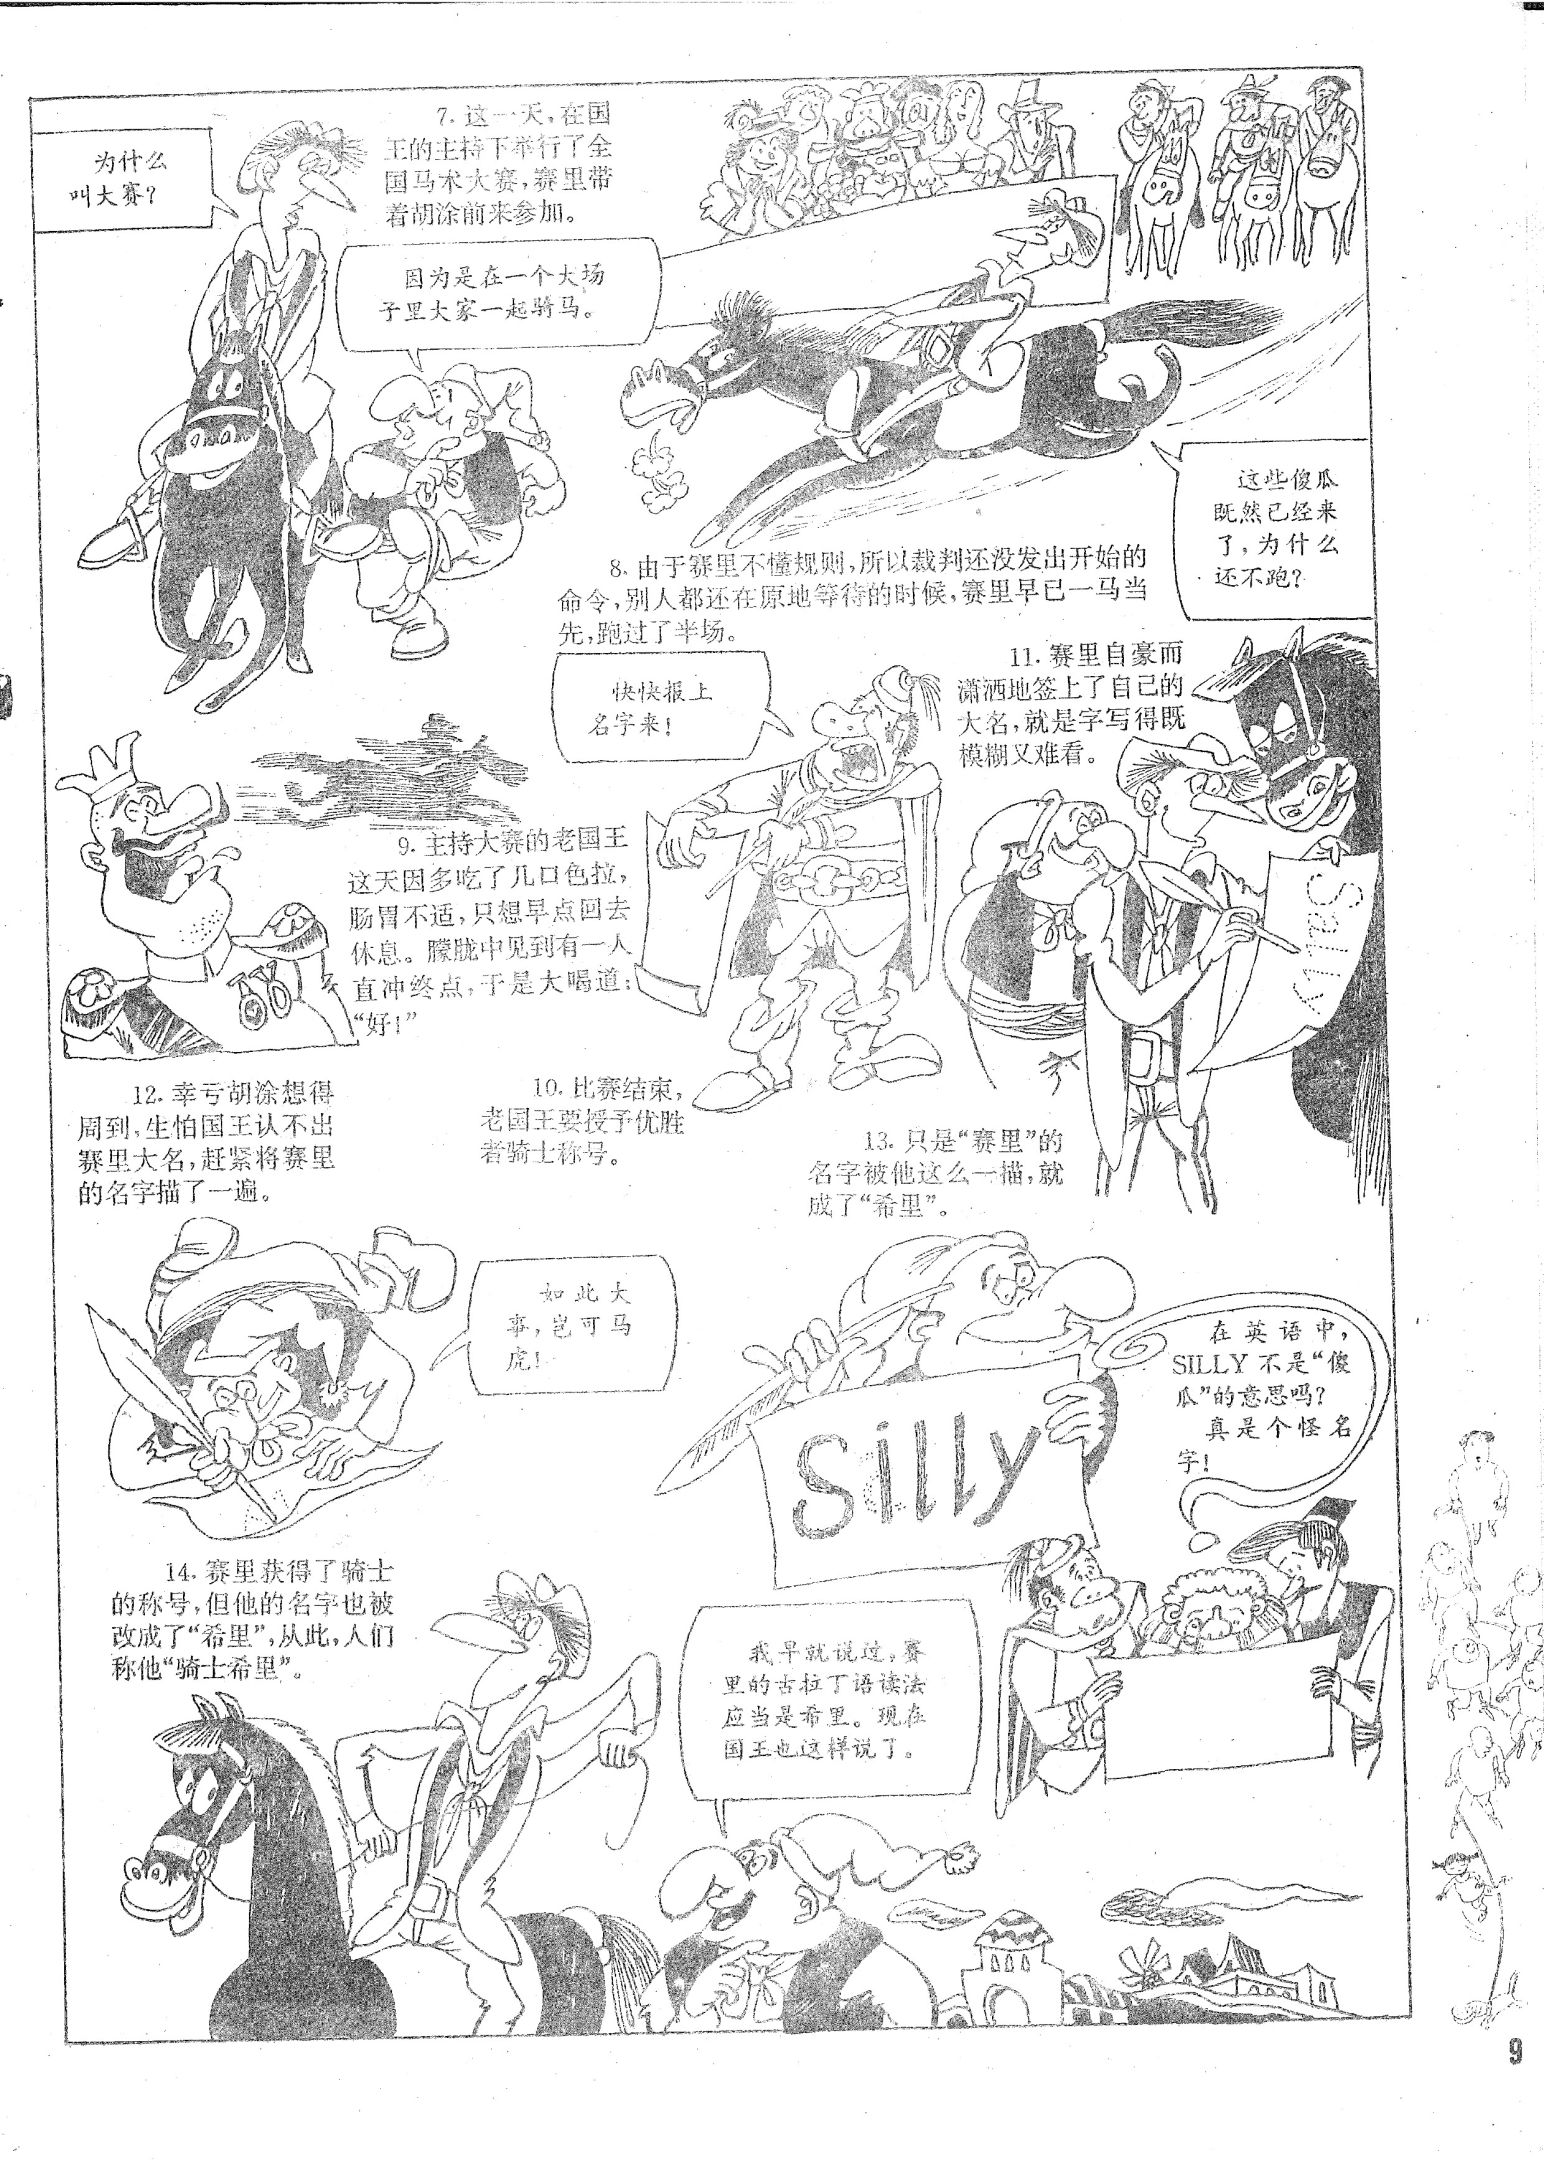 为什么
叫大赛?
7. 这一天,在国
王的主持下举行了全
国马术大赛,赛里带
着胡涂前来参加。
因为是在一个大场
子里大家一起骑马。
这些傻瓜
既然已经来
了,为什么
还不跑?
8. 由于赛里不懂规则,所以裁判还没发出开始的
命令,别人都还在原地等待的时候,赛里早已一马当
先,跑过了半场。
9. 主持大赛的老国王
这天因多吃了几口色拉,
肠胃不适,只想早点回去
休息。朦胧中见到有一人
直冲终点,于是大喝道:
“好!”
快快报上
名字来!
10. 比赛结束,
老国王要授予优胜
者骑士称号。
11. 赛里自豪而
潇洒地签上了自己的
大名,就是字写得既
模糊又难看。
Sally
12. 幸亏胡涂想得
周到,生怕国王认不出
赛里大名,赶紧将赛里
的名字描了一遍。
如此大
事,岂可马
虎!
13. 只是“赛里”的
名字被他这么一描,就
成了“希里”。
Silly
在英语中,
SILLY 不是“傻
瓜”的意思吗?
真是个怪名
字!
14. 赛里获得了骑士
的称号,但他的名字也被
改成了“希里”,从此,人们
称他“骑士希里”。
我早就说过,赛
里的古拉丁语读法
应当是希里。现在
国王也这样说了。
9